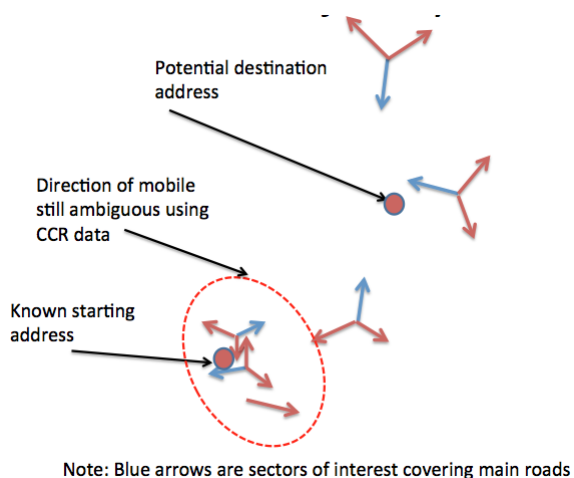 Potential destination
address
Direction of mobile
still ambiguous using
CCR data
Known starting
address
Note: Blue arrows are sectors of interest covering main roads